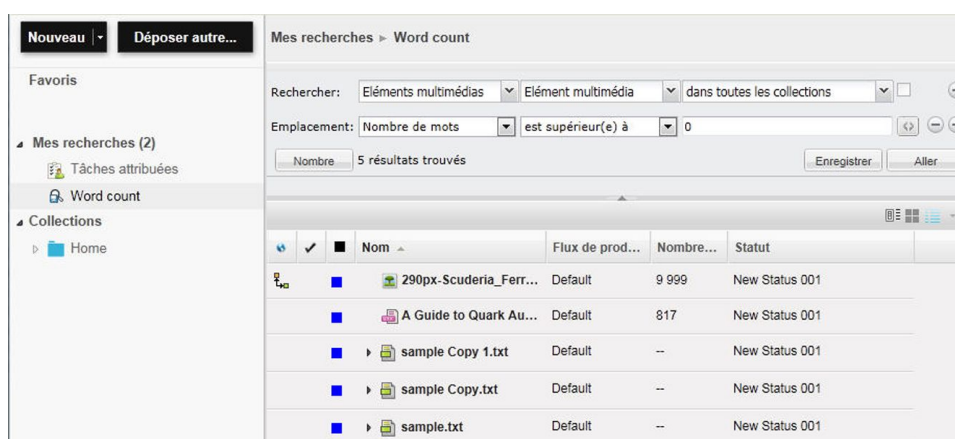 Nouveau
Déposer autre...
Favoris
Mes recherches (2)
Tâches attribuées
Word count
Collections
Home
Mes recherches ▹ Word count
Rechercher: Eléments multimédias Elément multimédia dans toutes les collections
Emplacement: Nombre de mots est supérieur(e) à 0
Nombre 5 résultats trouvés Enregistrer Aller
Nom Flux de prod... Nombre... Statut
290px-Scuderia_Ferr... Default 9 999 New Status 001
A Guide to Quark Au... Default 817 New Status 001
sample Copy 1.txt Default -- New Status 001
sample Copy.txt Default -- New Status 001
sample.txt Default -- New Status 001